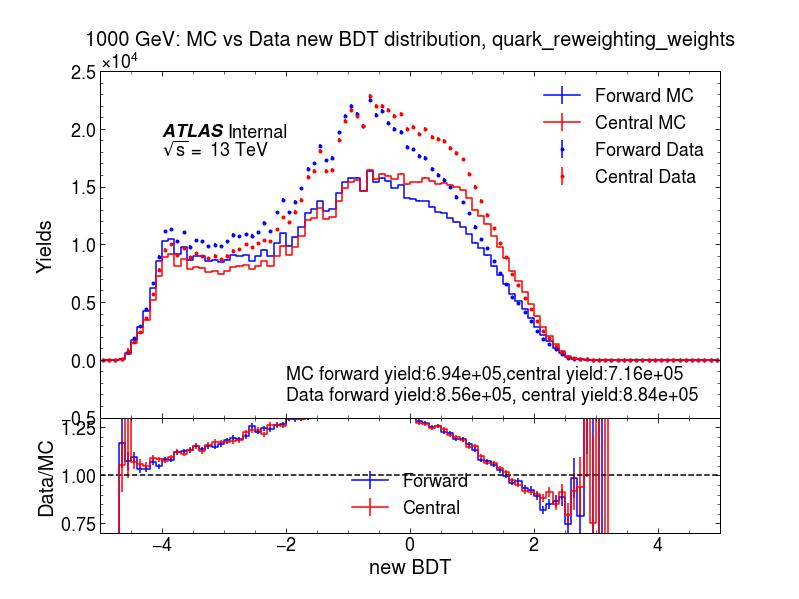 1000 GeV: MC vs Data new BDT distribution, quark_reweighting_weights
×10⁴
2.5
2.0
1.5
1.0
0.5
0.0
0.5
Yields
ATLAS Internal
√s = 13 TeV
Forward MC
Central MC
Forward Data
Central Data
MC forward yield:6.94e+05,central yield:7.16e+05
Data forward yield:8.56e+05, central yield:8.84e+05
1.25
1.00
0.75
Data/MC
Forward
Central
−4
−2
0
2
4
new BDT